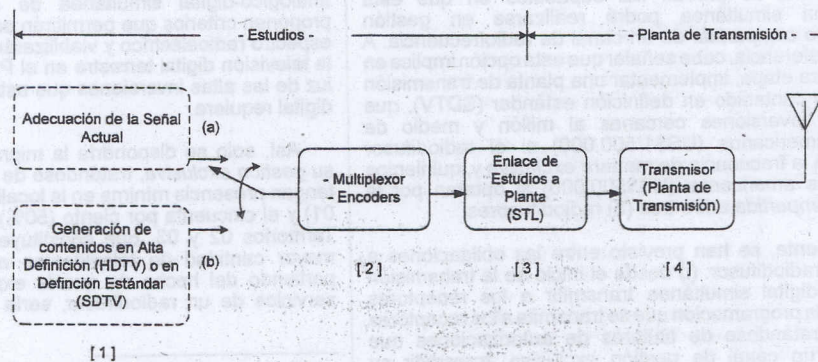 - Estudios -
- Planta de Transmisión -
Adecuación de la Señal
Actual
(a)
Generación de
contenidos en Alta
Definición (HDTV) o en
Definción Estándar
(SDTV)
(b)
[ 1 ]
- Multiplexor
- Encoders
[ 2 ]
Enlace de
Estudios a
Planta
(STL)
[ 3 ]
Transmisor
(Planta de
Transmisión)
[ 4 ]